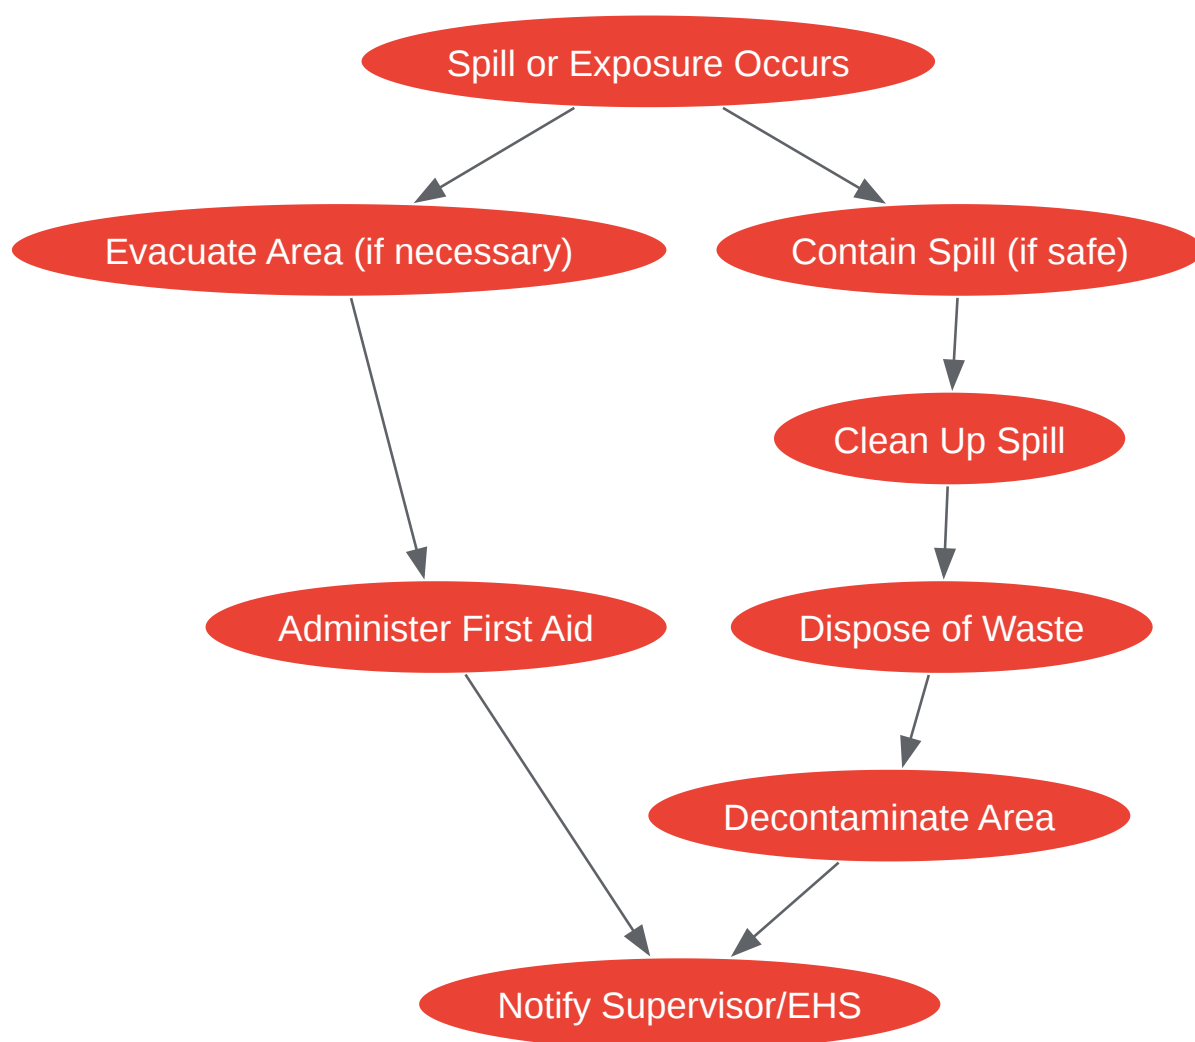 Spill or Exposure Occurs
Evacuate Area (if necessary)
Contain Spill (if safe)
Clean Up Spill
Administer First Aid
Dispose of Waste
Decontaminate Area
Notify Supervisor/EHS